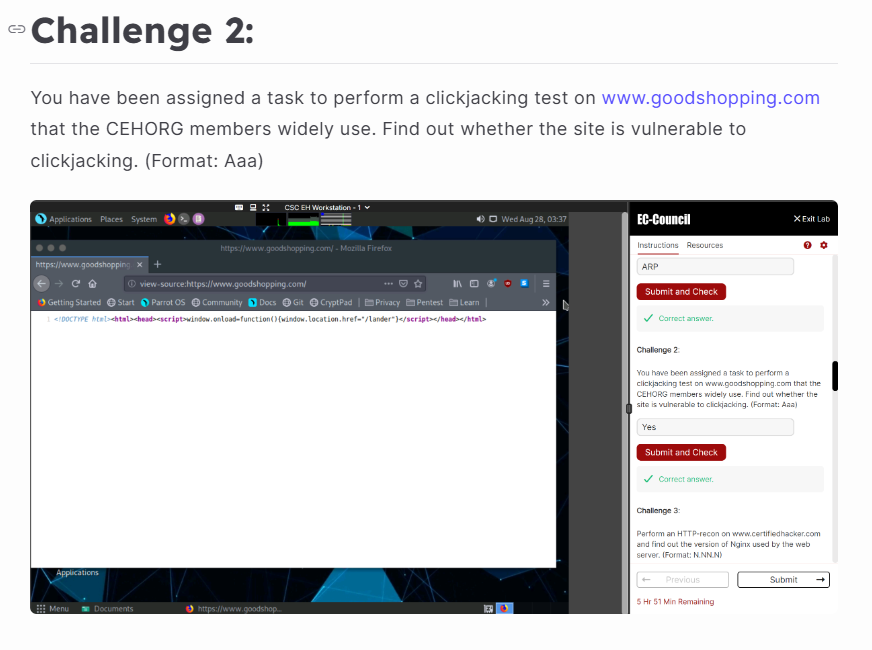 Challenge 2:
You have been assigned a task to perform a clickjacking test on www.goodshopping.com
that the CEHORG members widely use. Find out whether the site is vulnerable to
clickjacking. (Format: Aaa)
CSC EH Workstation - 1
Applications Places System
Wed Aug 28, 03:37
https://www.goodshopping.com/ - Mozilla Firefox
https://www.goodshopping
view-source:https://www.goodshopping.com/
Getting Started Start Parrot OS Community Docs Git CryptPad Privacy Pentest Learn
1 <!DOCTYPE html><html><head><script>window.onload=function(){window.location.href="/lander"}</script></head></html>
Applications
Menu Documents https://www.goodshop...
EC-Council
Exit Lab
Instructions Resources
ARP
Submit and Check
Correct answer.
Challenge 2:
You have been assigned a task to perform a
clickjacking test on www.goodshopping.com that the
CEHORG members widely use. Find out whether the
site is vulnerable to clickjacking. (Format: Aaa)
Yes
Submit and Check
Correct answer.
Challenge 3:
Perform an HTTP-recon on www.certifiedhacker.com
and find out the version of Nginx used by the web
server. (Format: N.NN.N)
Previous
Submit
5 Hr 51 Min Remaining